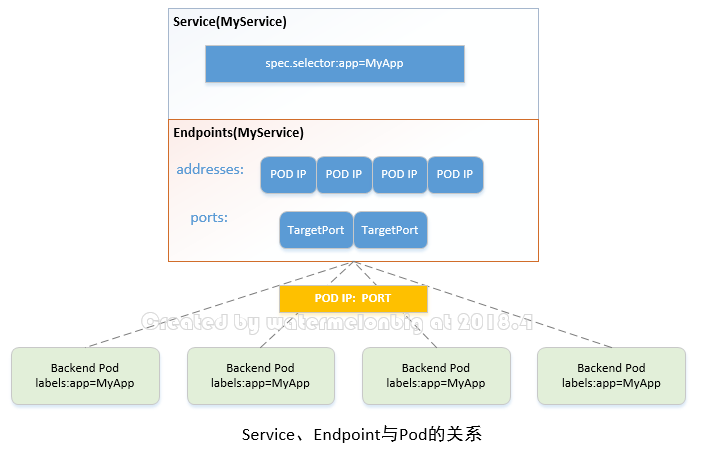 Service(MyService)
spec.selector:app=MyApp
Endpoints(MyService)
addresses:
POD IP
POD IP
POD IP
POD IP
ports:
TargetPort
TargetPort
POD IP: PORT
Created by watermelonbig at 2018.4
Backend Pod
labels:app=MyApp
Backend Pod
labels:app=MyApp
Backend Pod
labels:app=MyApp
Backend Pod
labels:app=MyApp
Service、Endpoint与Pod的关系